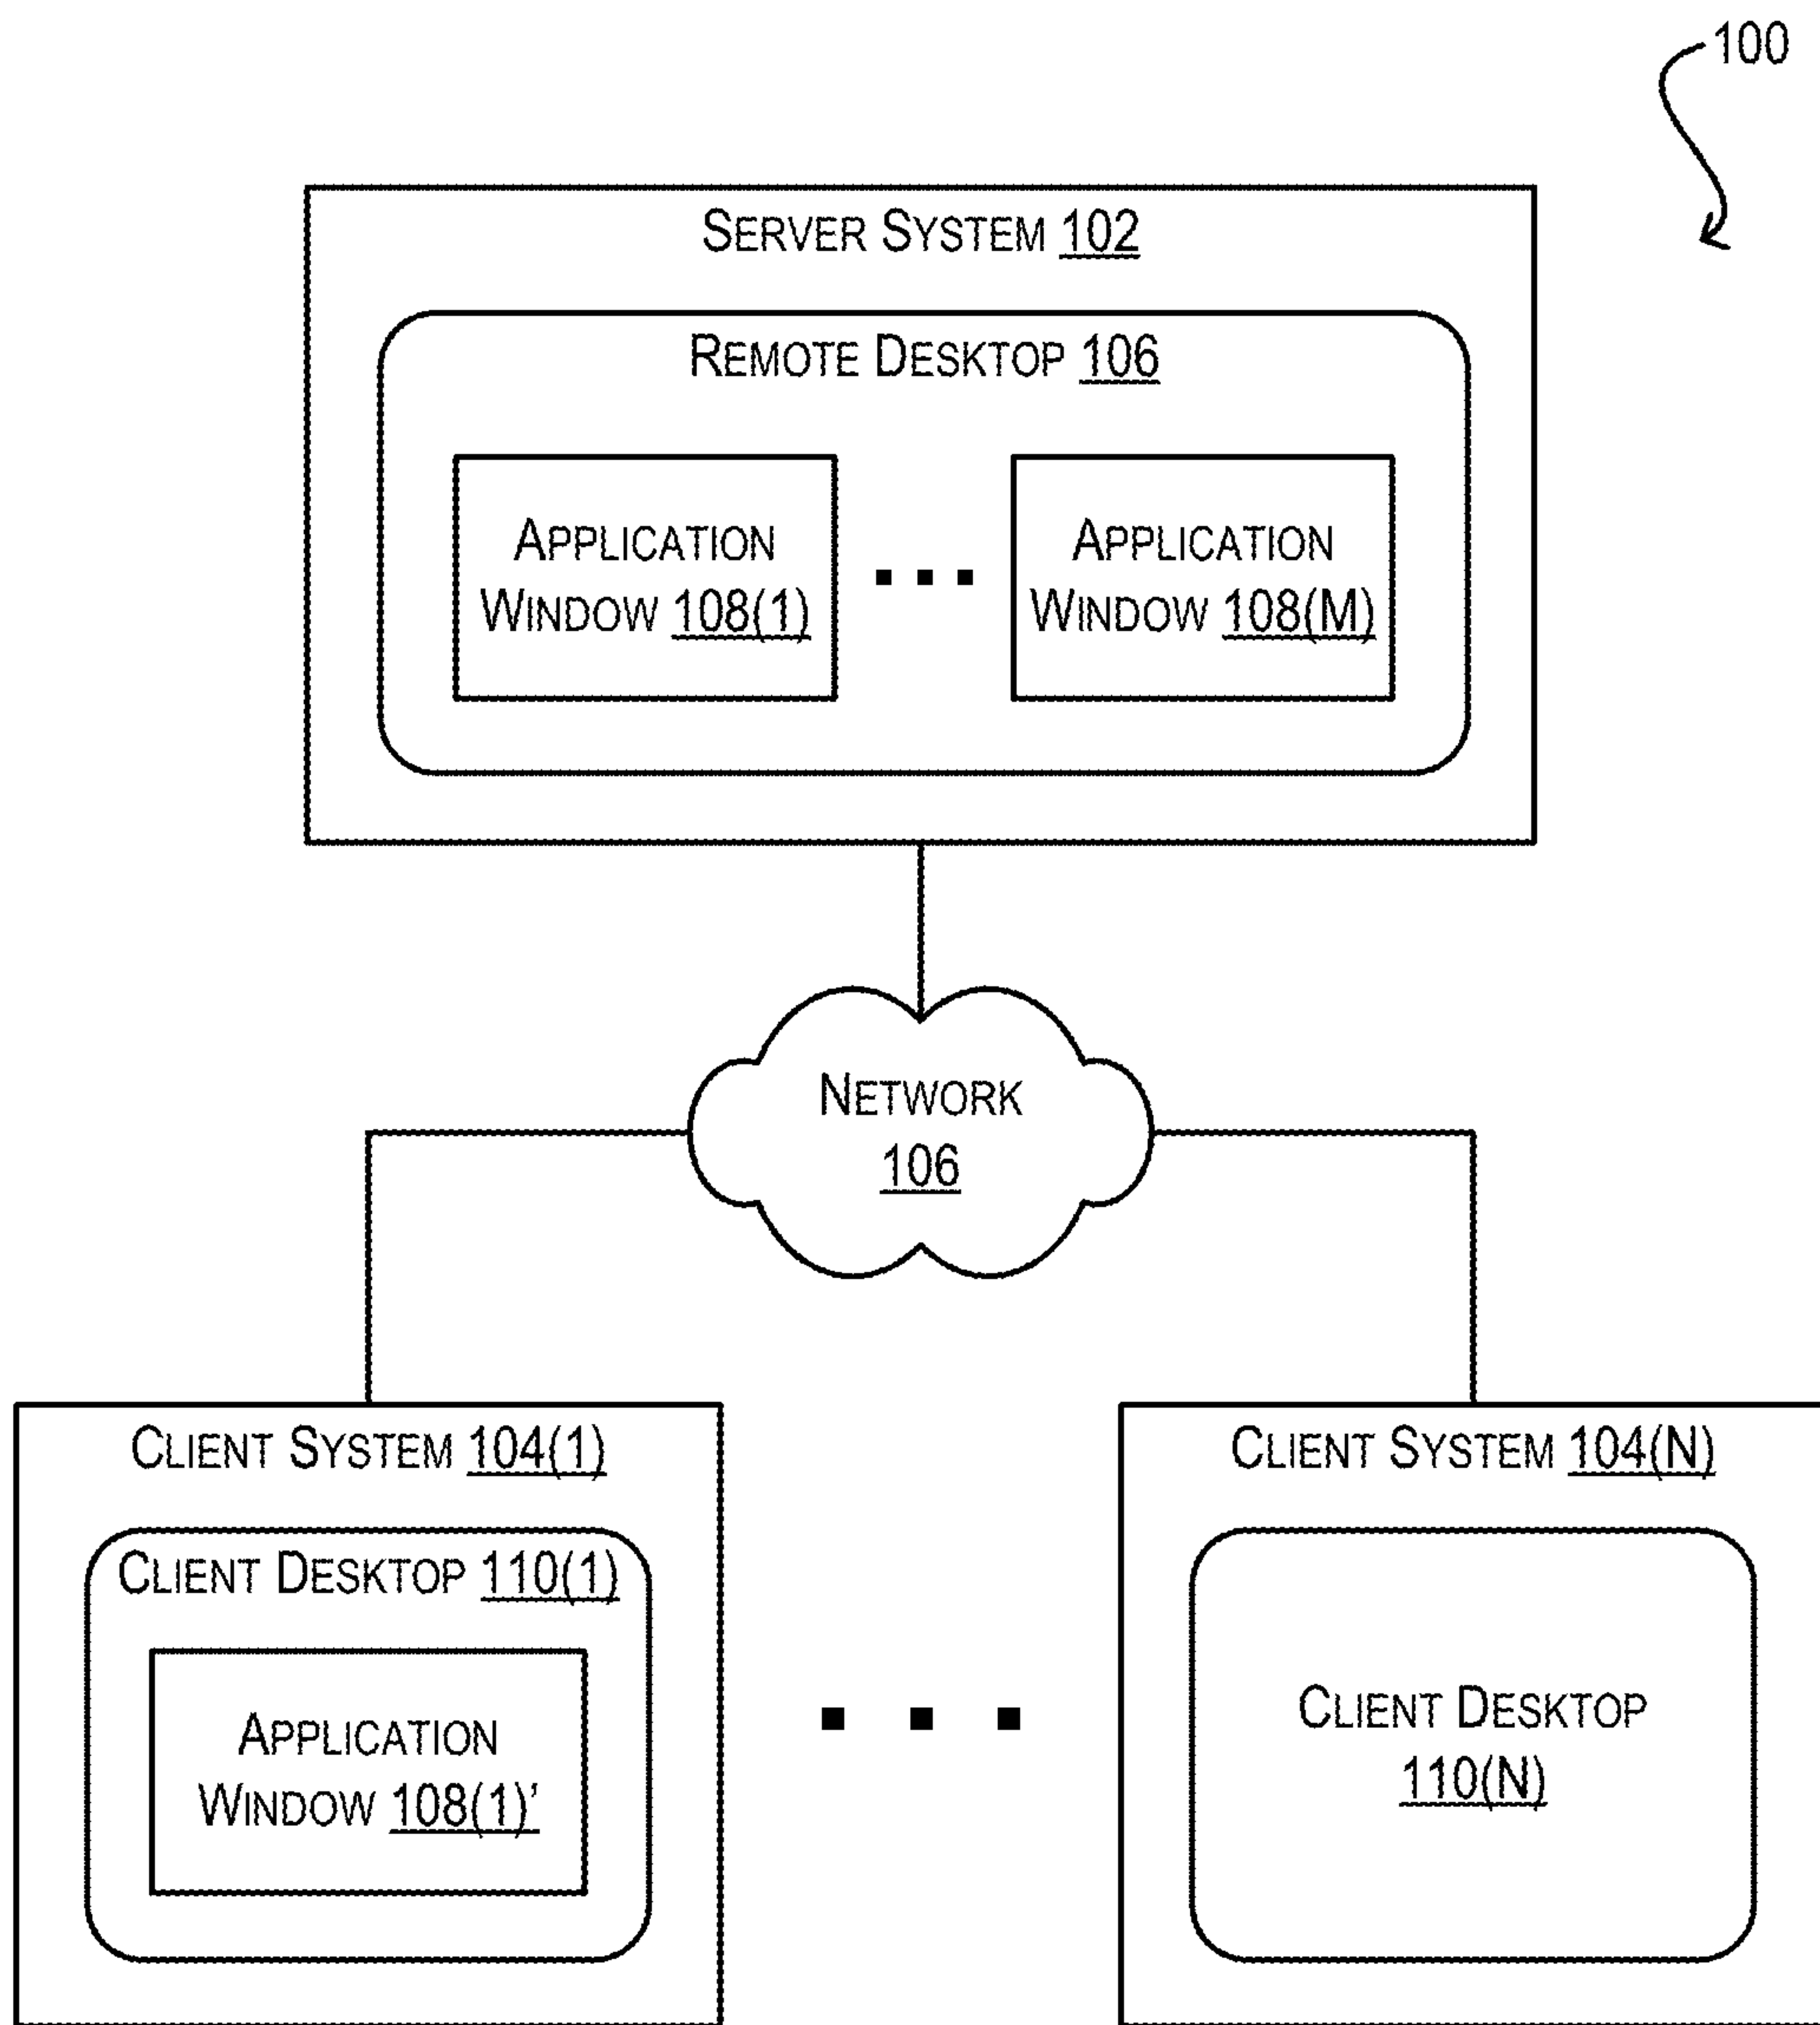 100
SERVER SYSTEM 102
REMOTE DESKTOP 106
APPLICATION
WINDOW 108(1)
APPLICATION
WINDOW 108(M)
NETWORK
106
CLIENT SYSTEM 104(1)
CLIENT DESKTOP 110(1)
APPLICATION
WINDOW 108(1)’
CLIENT SYSTEM 104(N)
CLIENT DESKTOP
110(N)